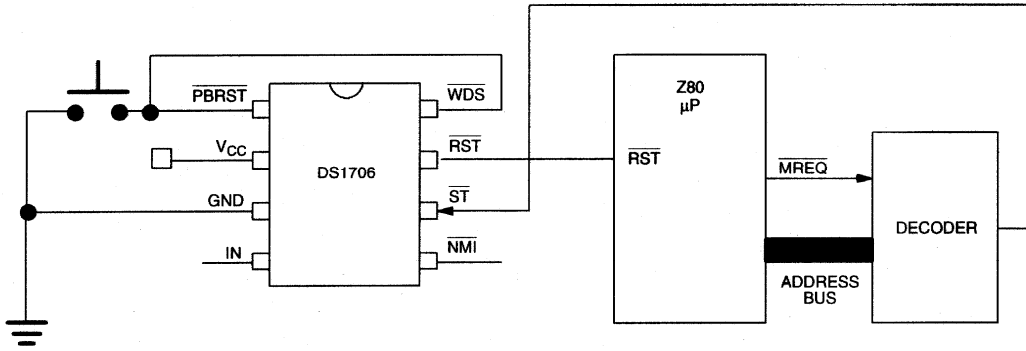 PBRST
VCC
GND
IN
DS1706
WDS
RST
ST
NMI
Z80
μP
RST
MREQ
ADDRESS
BUS
DECODER